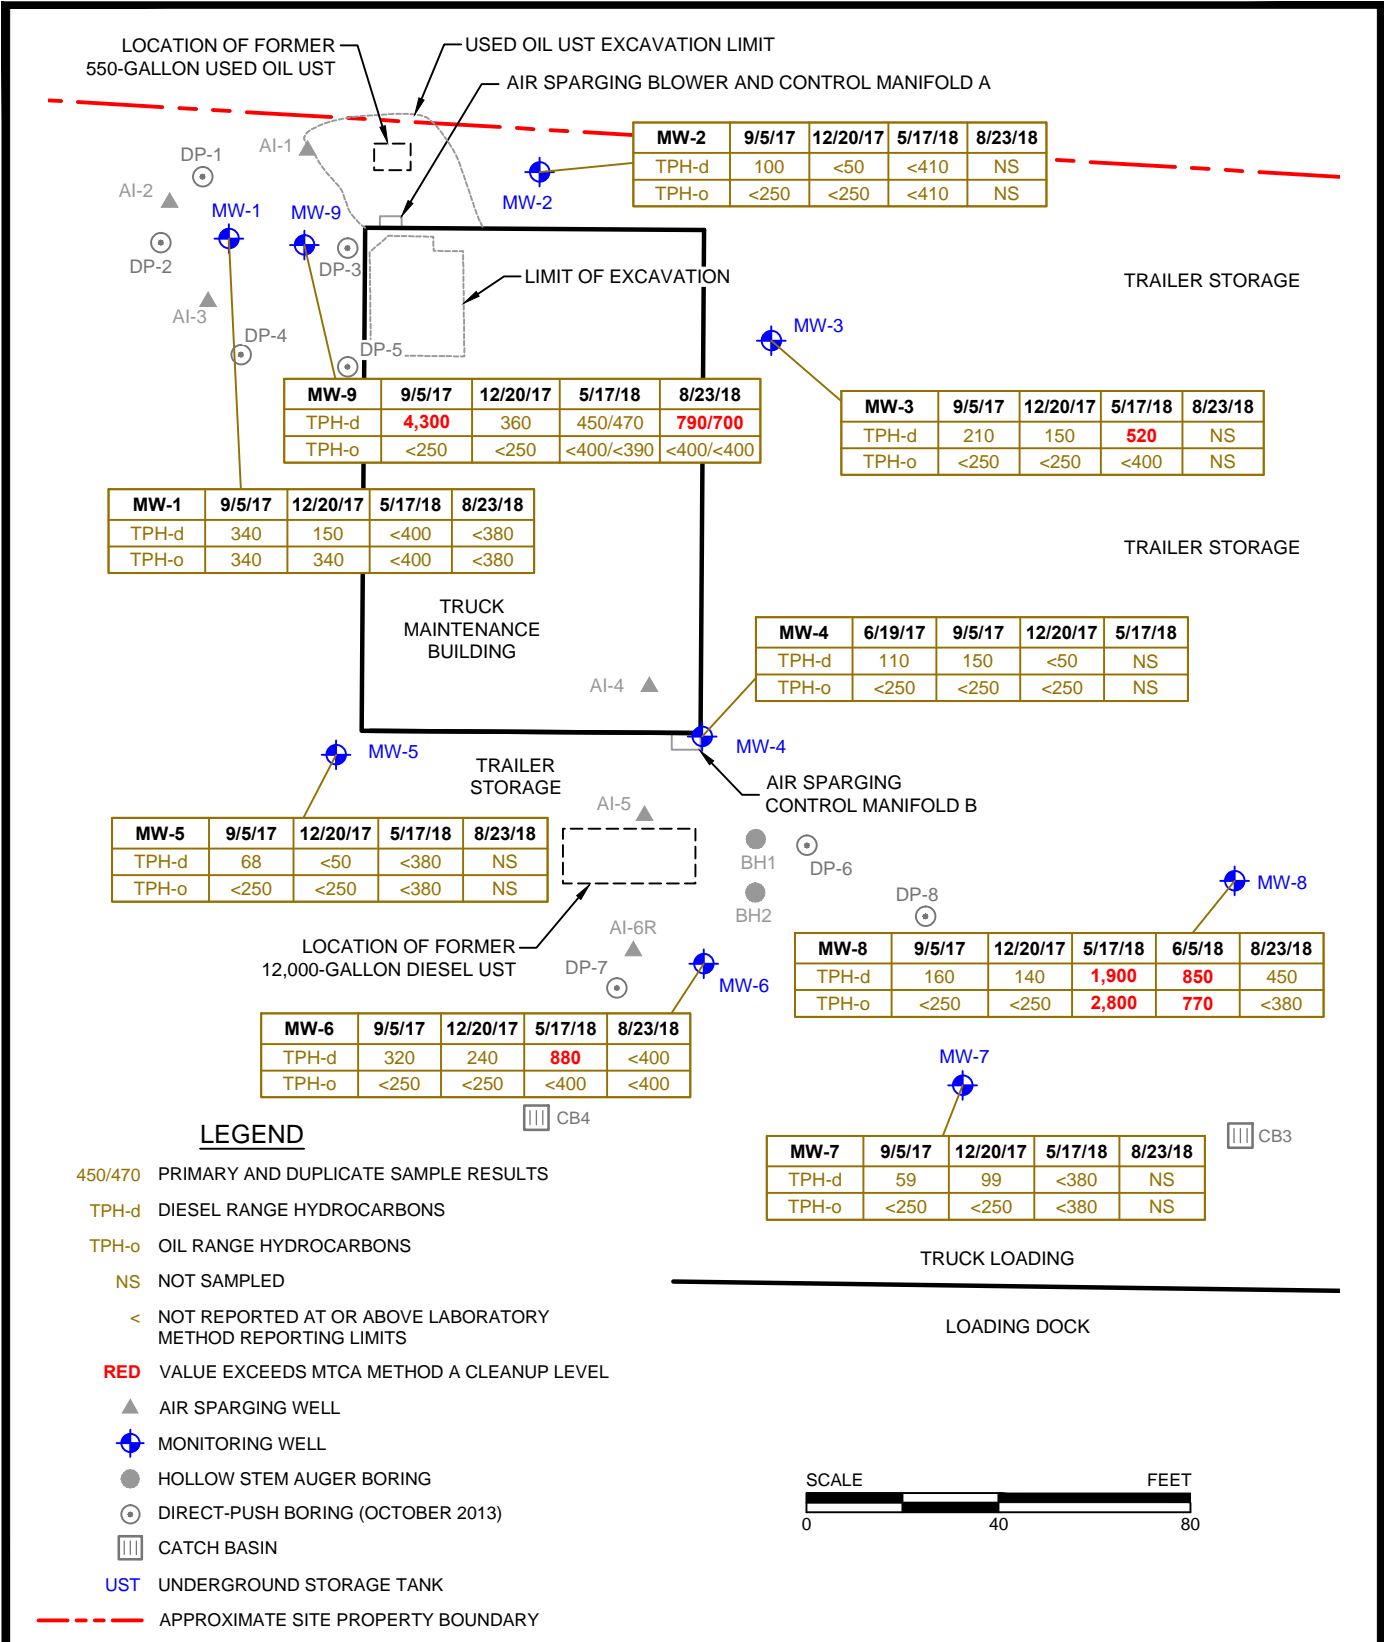 LOCATION OF FORMER
550-GALLON USED OIL UST
USED OIL UST EXCAVATION LIMIT
AIR SPARGING BLOWER AND CONTROL MANIFOLD A
MW-2 9/5/17 12/20/17 5/17/18 8/23/18
TPH-d 100 <50 <410 NS
TPH-o <250 <250 <410 NS
AI-1
DP-1
AI-2
MW-1
MW-9
MW-2
DP-2
DP-3
LIMIT OF EXCAVATION
TRAILER STORAGE
AI-3
DP-4
DP-5
MW-3
MW-9 9/5/17 12/20/17 5/17/18 8/23/18
TPH-d 4,300 360 450/470 790/700
TPH-o <250 <250 <400/<390 <400/<400
MW-3 9/5/17 12/20/17 5/17/18 8/23/18
TPH-d 210 150 520 NS
TPH-o <250 <250 <400 NS
MW-1 9/5/17 12/20/17 5/17/18 8/23/18
TPH-d 340 150 <400 <380
TPH-o 340 340 <400 <380
TRAILER STORAGE
TRUCK
MAINTENANCE
BUILDING
MW-4 6/19/17 9/5/17 12/20/17 5/17/18
TPH-d 110 150 <50 NS
TPH-o <250 <250 <250 NS
AI-4
MW-5
MW-4
TRAILER
STORAGE
AIR SPARGING
CONTROL MANIFOLD B
AI-5
MW-5 9/5/17 12/20/17 5/17/18 8/23/18
TPH-d 68 <50 <380 NS
TPH-o <250 <250 <380 NS
BH1
DP-6
BH2
DP-8
MW-8
AI-6R
LOCATION OF FORMER
12,000-GALLON DIESEL UST
DP-7
MW-6
MW-8 9/5/17 12/20/17 5/17/18 6/5/18 8/23/18
TPH-d 160 140 1,900 850 450
TPH-o <250 <250 2,800 770 <380
MW-6 9/5/17 12/20/17 5/17/18 8/23/18
TPH-d 320 240 880 <400
TPH-o <250 <250 <400 <400
MW-7
CB4
CB3
MW-7 9/5/17 12/20/17 5/17/18 8/23/18
TPH-d 59 99 <380 NS
TPH-o <250 <250 <380 NS
TRUCK LOADING
LOADING DOCK
LEGEND
450/470 PRIMARY AND DUPLICATE SAMPLE RESULTS
TPH-d DIESEL RANGE HYDROCARBONS
TPH-o OIL RANGE HYDROCARBONS
NS NOT SAMPLED
< NOT REPORTED AT OR ABOVE LABORATORY
METHOD REPORTING LIMITS
RED VALUE EXCEEDS MTCA METHOD A CLEANUP LEVEL
AIR SPARGING WELL
MONITORING WELL
HOLLOW STEM AUGER BORING
DIRECT-PUSH BORING (OCTOBER 2013)
CATCH BASIN
UST UNDERGROUND STORAGE TANK
APPROXIMATE SITE PROPERTY BOUNDARY
SCALE FEET
0 40 80